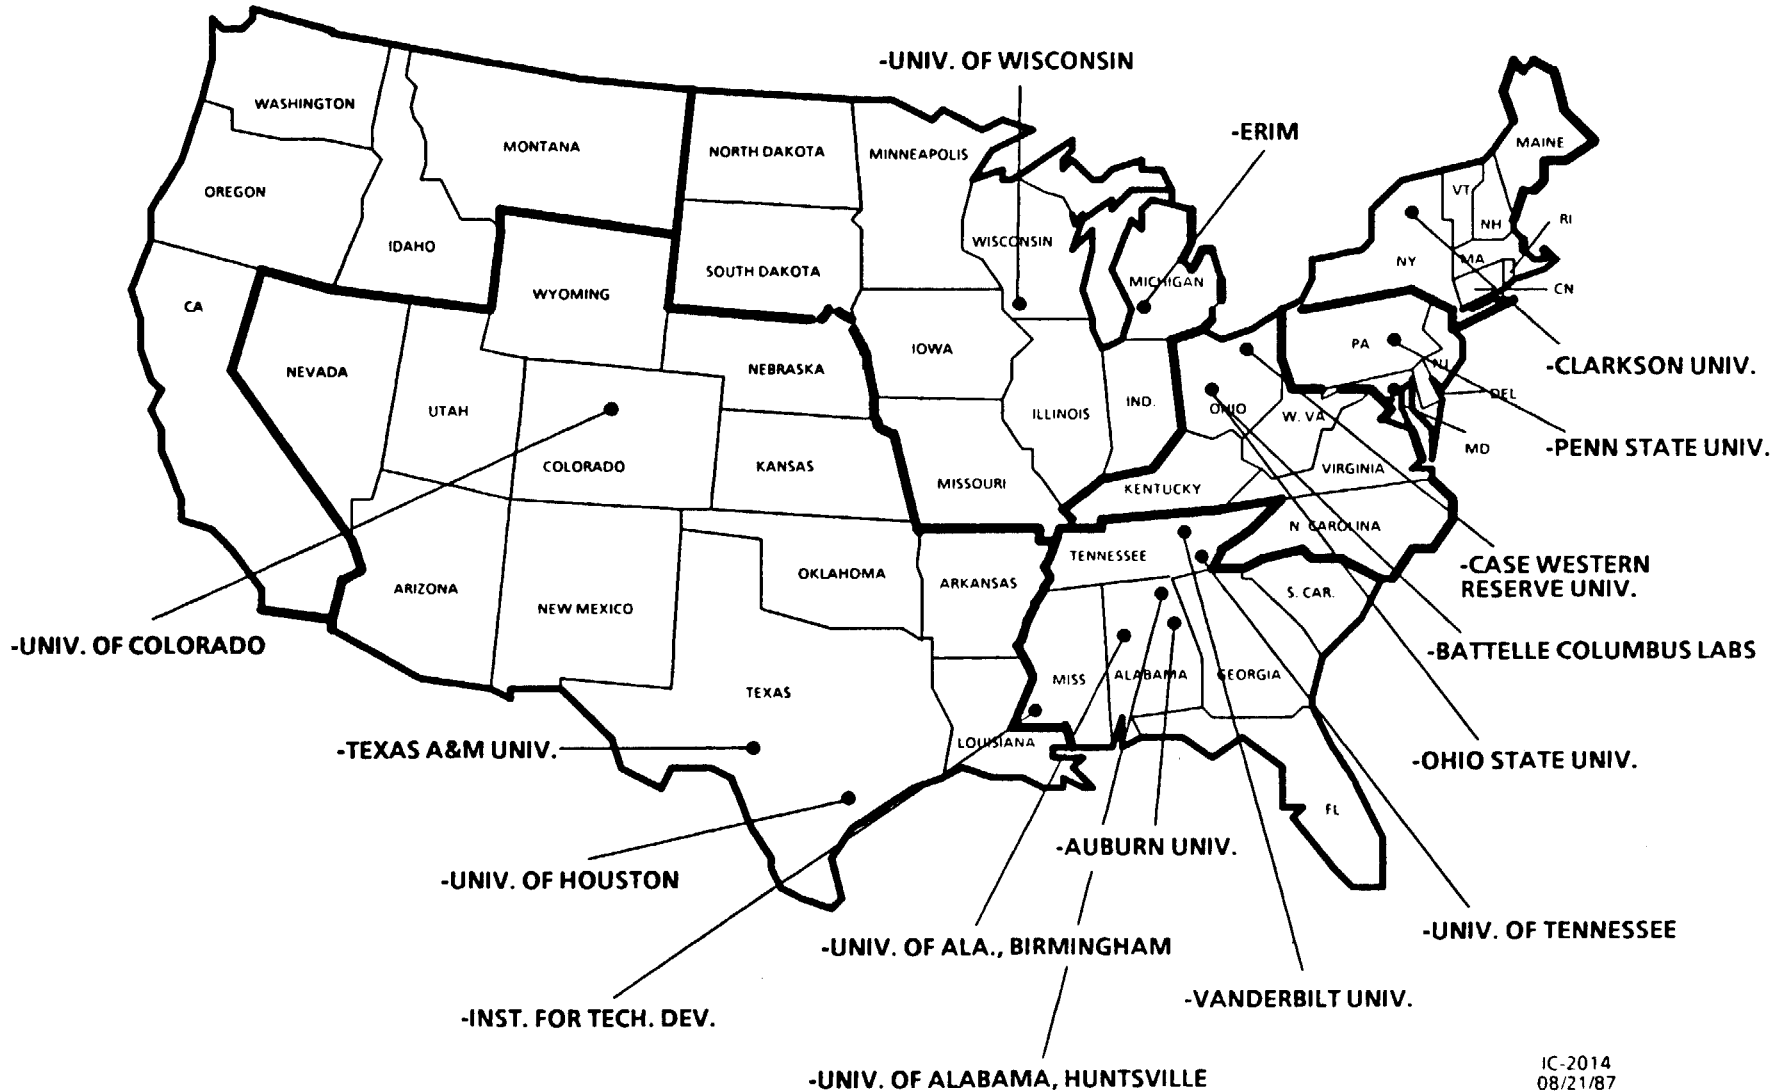 -UNIV. OF WISCONSIN
-ERIM
WASHINGTON
MONTANA
NORTH DAKOTA
MINNEAPOLIS
MAINE
OREGON
VT
IDAHO
NH
RI
WISCONSIN
SOUTH DAKOTA
NY
MA
MICHIGAN
CN
WYOMING
CA
PA
IOWA
NJ
-CLARKSON UNIV.
NEVADA
NEBRASKA
DEL
UTAH
ILLINOIS
IND.
OHIO
W. VA
MD
-PENN STATE UNIV.
COLORADO
KANSAS
VIRGINIA
MISSOURI
KENTUCKY
N. CAROLINA
TENNESSEE
-CASE WESTERN
RESERVE UNIV.
OKLAHOMA
ARKANSAS
ARIZONA
NEW MEXICO
S. CAR.
-UNIV. OF COLORADO
-BATTELLE COLUMBUS LABS
TEXAS
MISS
ALABAMA
GEORGIA
-TEXAS A&M UNIV.
LOUISIANA
-OHIO STATE UNIV.
FL
-AUBURN UNIV.
-UNIV. OF HOUSTON
-UNIV. OF TENNESSEE
-UNIV. OF ALA., BIRMINGHAM
-VANDERBILT UNIV.
-INST. FOR TECH. DEV.
-UNIV. OF ALABAMA, HUNTSVILLE
IC-2014
08/21/87